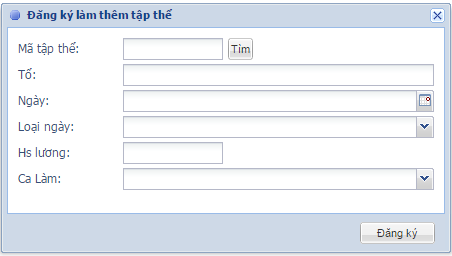 Đăng ký làm thêm tập thể
Mã tập thể: Tìm
Tổ:
Ngày:
Loại ngày:
Hs lương:
Ca Làm:
Đăng ký